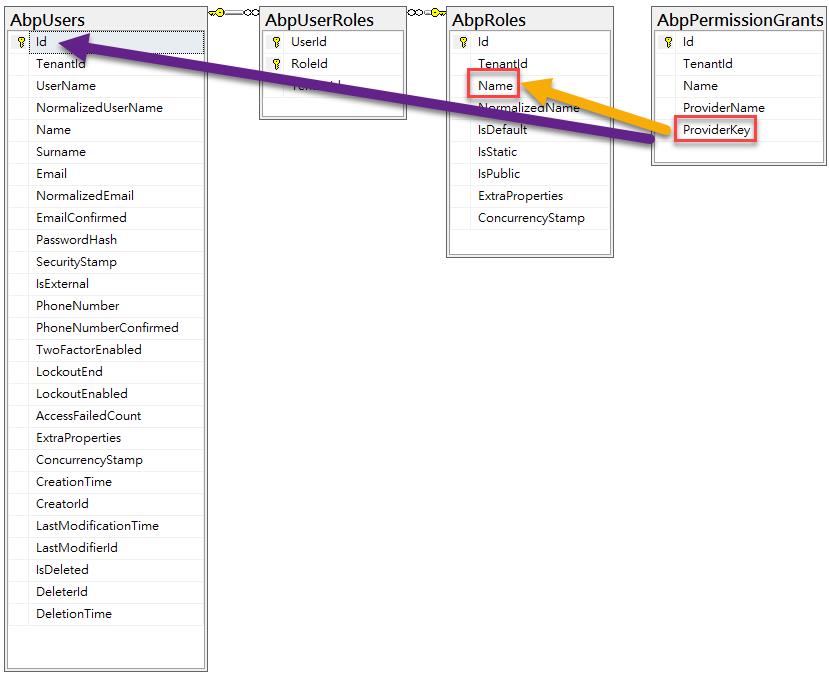 AbpUsers
Id
TenantId
UserName
NormalizedUserName
Name
Surname
Email
NormalizedEmail
EmailConfirmed
PasswordHash
SecurityStamp
IsExternal
PhoneNumber
PhoneNumberConfirmed
TwoFactorEnabled
LockoutEnd
LockoutEnabled
AccessFailedCount
ExtraProperties
ConcurrencyStamp
CreationTime
CreatorId
LastModificationTime
LastModifierId
IsDeleted
DeleterId
DeletionTime
AbpUserRoles
UserId
RoleId
TenantId
AbpRoles
Id
TenantId
Name
NormalizedName
IsDefault
IsStatic
IsPublic
ExtraProperties
ConcurrencyStamp
AbpPermissionGrants
Id
TenantId
Name
ProviderName
ProviderKey